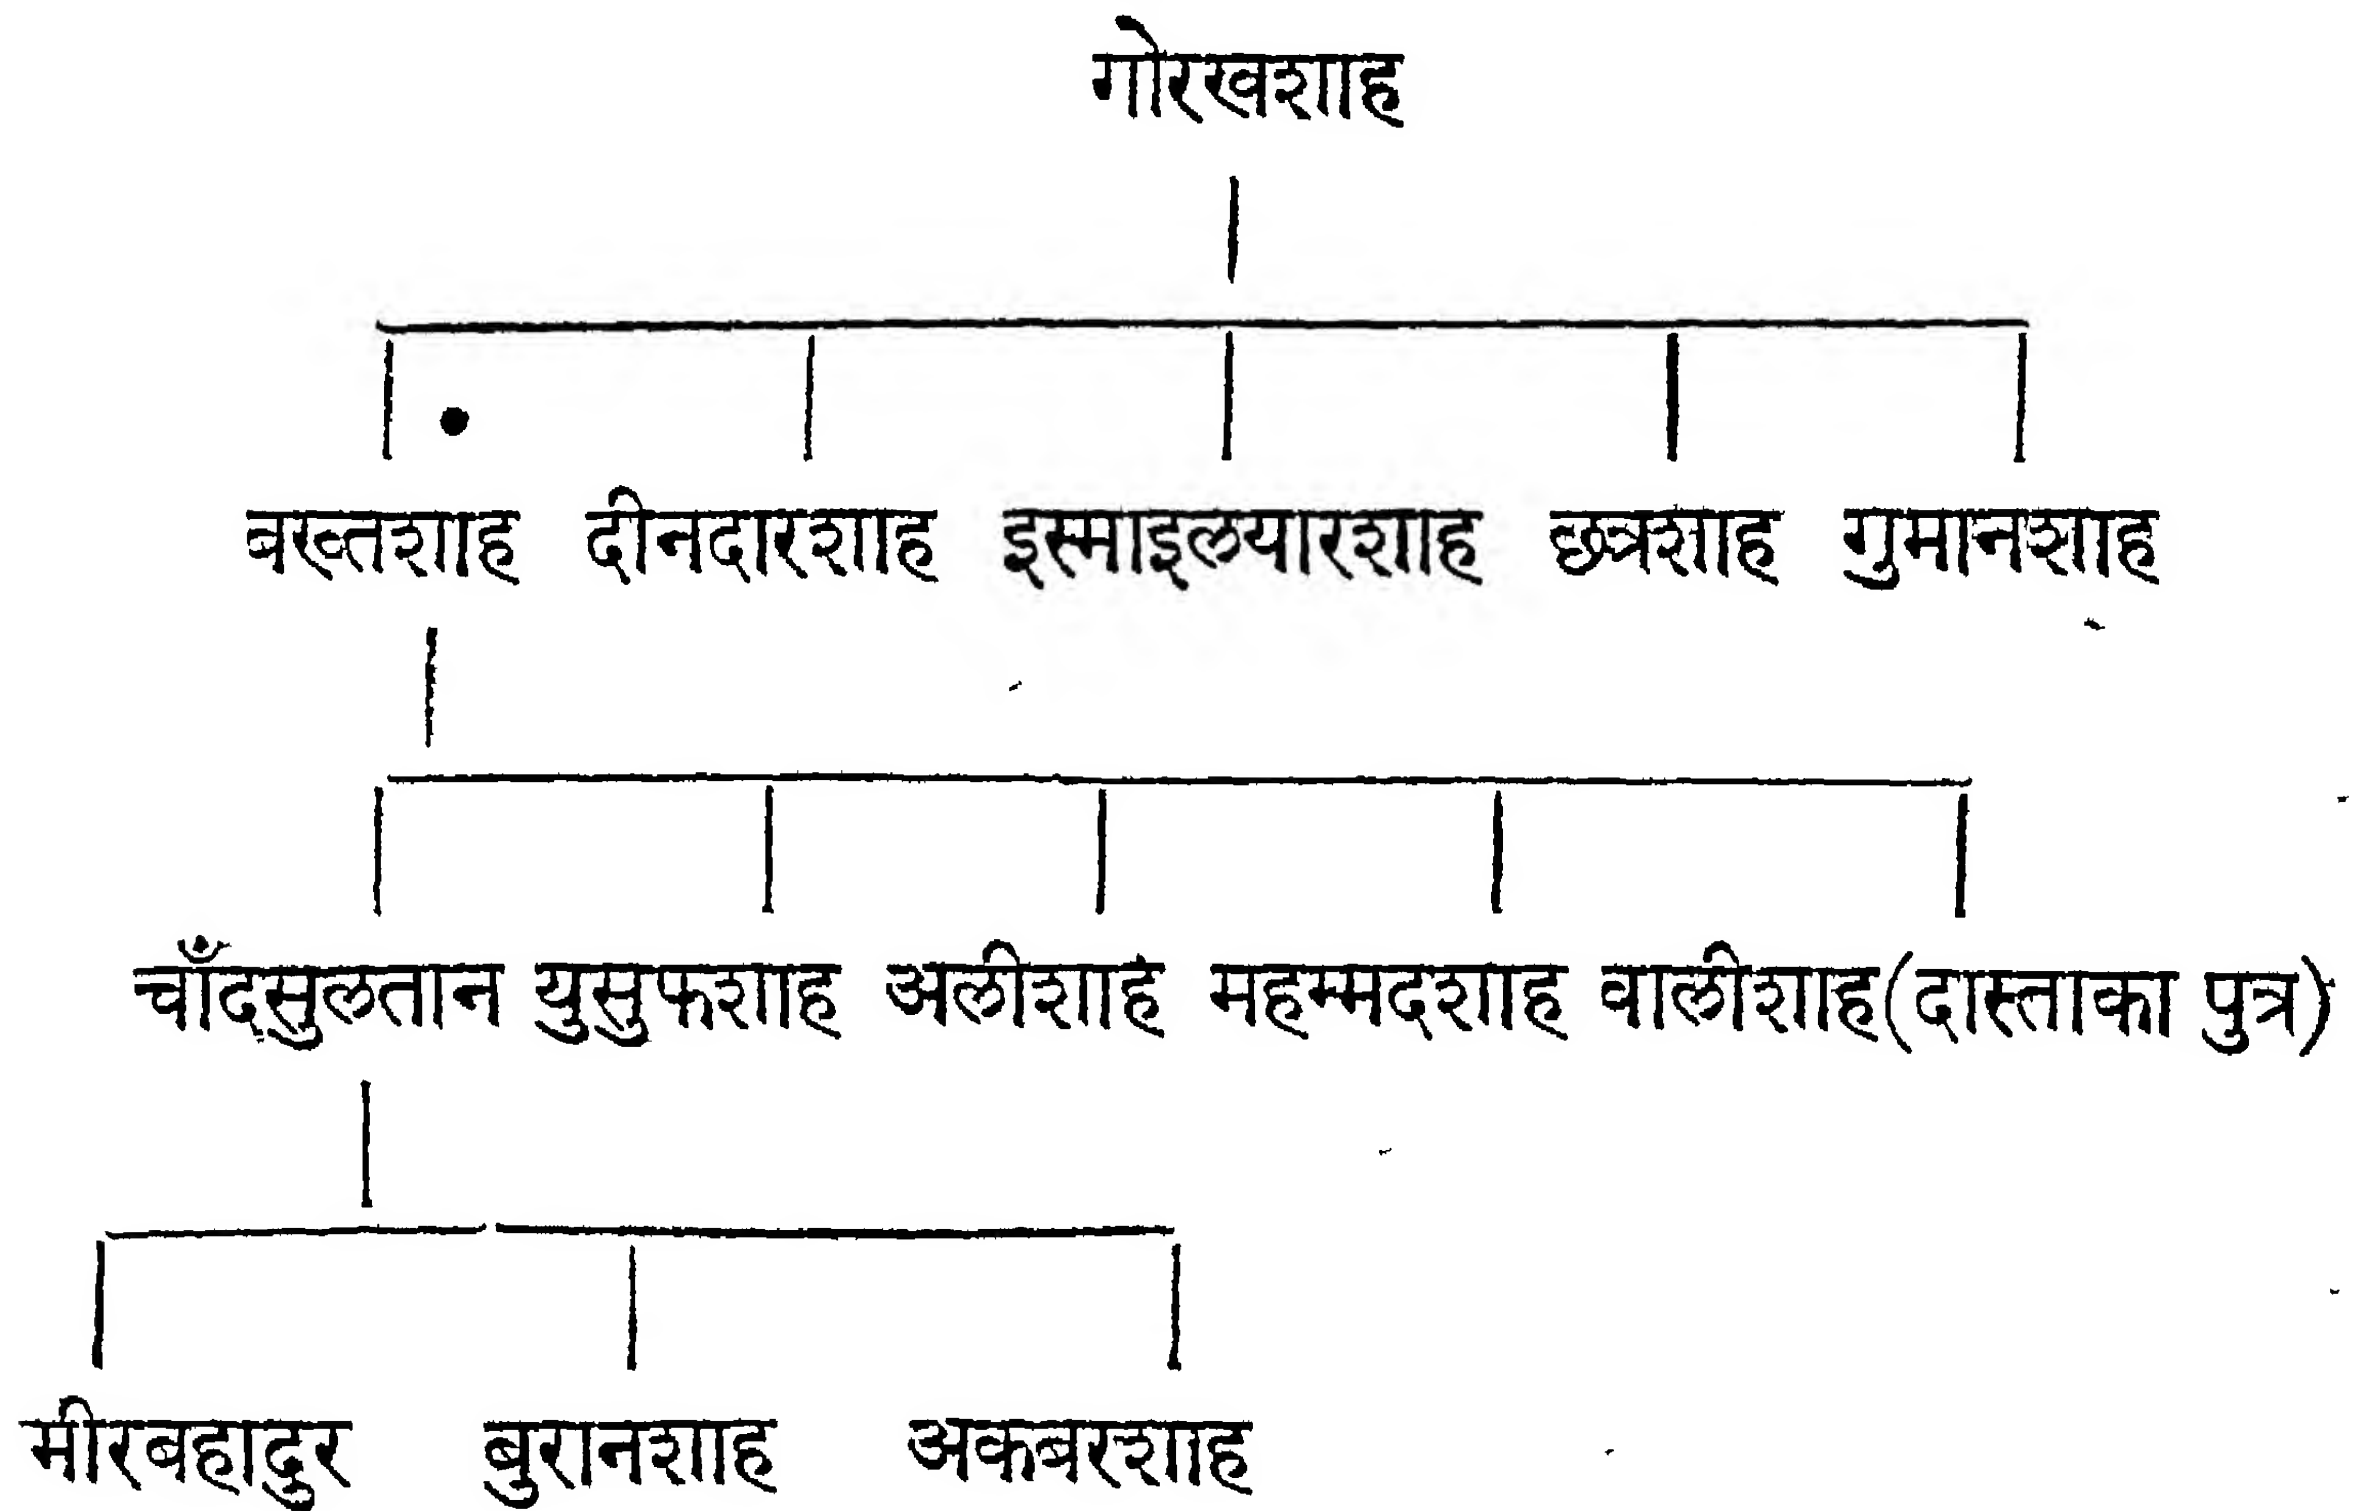 गोरखशाह
बख्तशाह दीनदारशाह इस्माइलयारशाह छत्रशाह गुमानशाह
चाँदसुलतान युसुफशाह अलीशाह महम्मदशाह वालीशाह(दास्ताका पुत्र)
मीरबहादुर बुरानशाह अकबरशाह